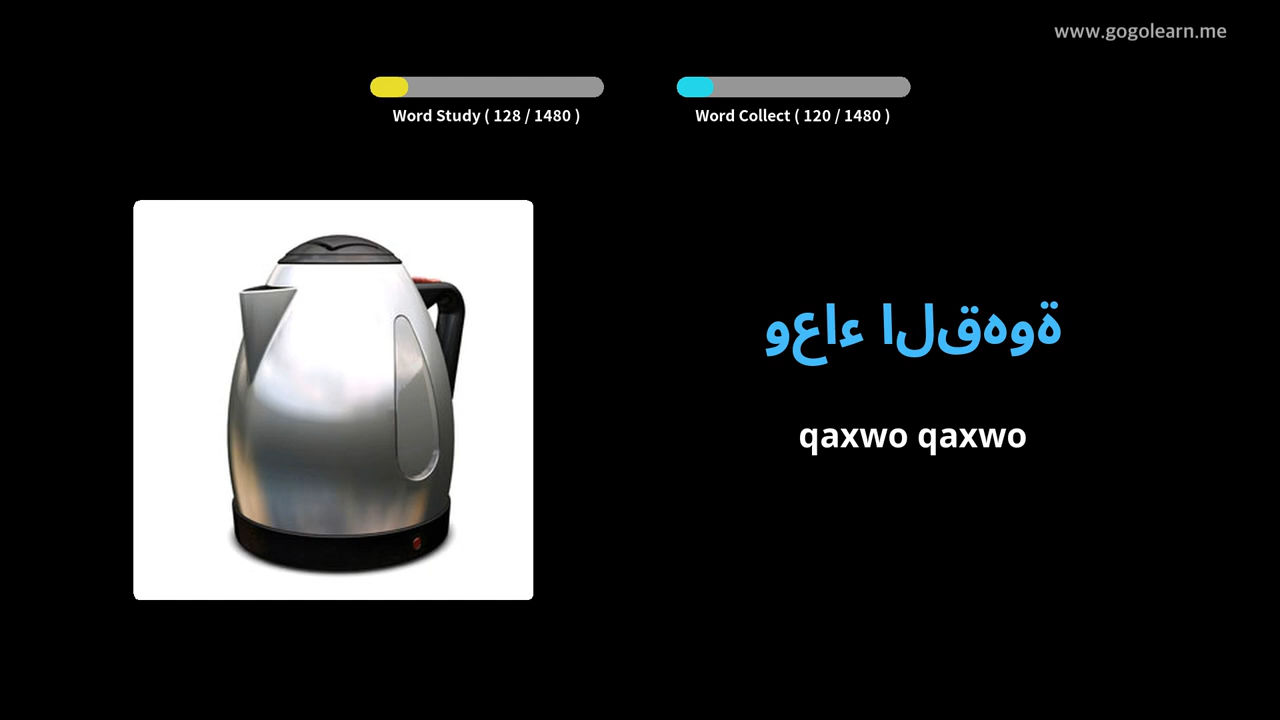 www.gogolearn.me
Word Study ( 128 / 1480 )
Word Collect ( 120 / 1480 )
وعاء القهوة
qaxwo qaxwo